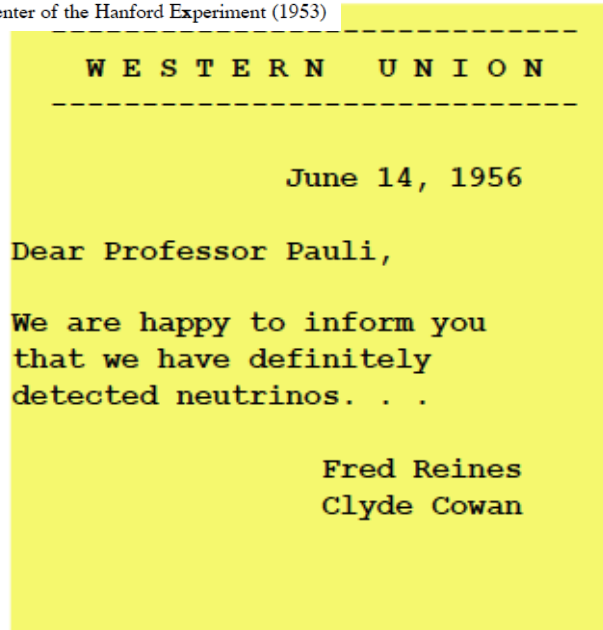 enter of the Hanford Experiment (1953)
-----------------------------
W E S T E R N U N I O N
-----------------------------
June 14, 1956
Dear Professor Pauli,
We are happy to inform you
that we have definitely
detected neutrinos. . .
Fred Reines
Clyde Cowan